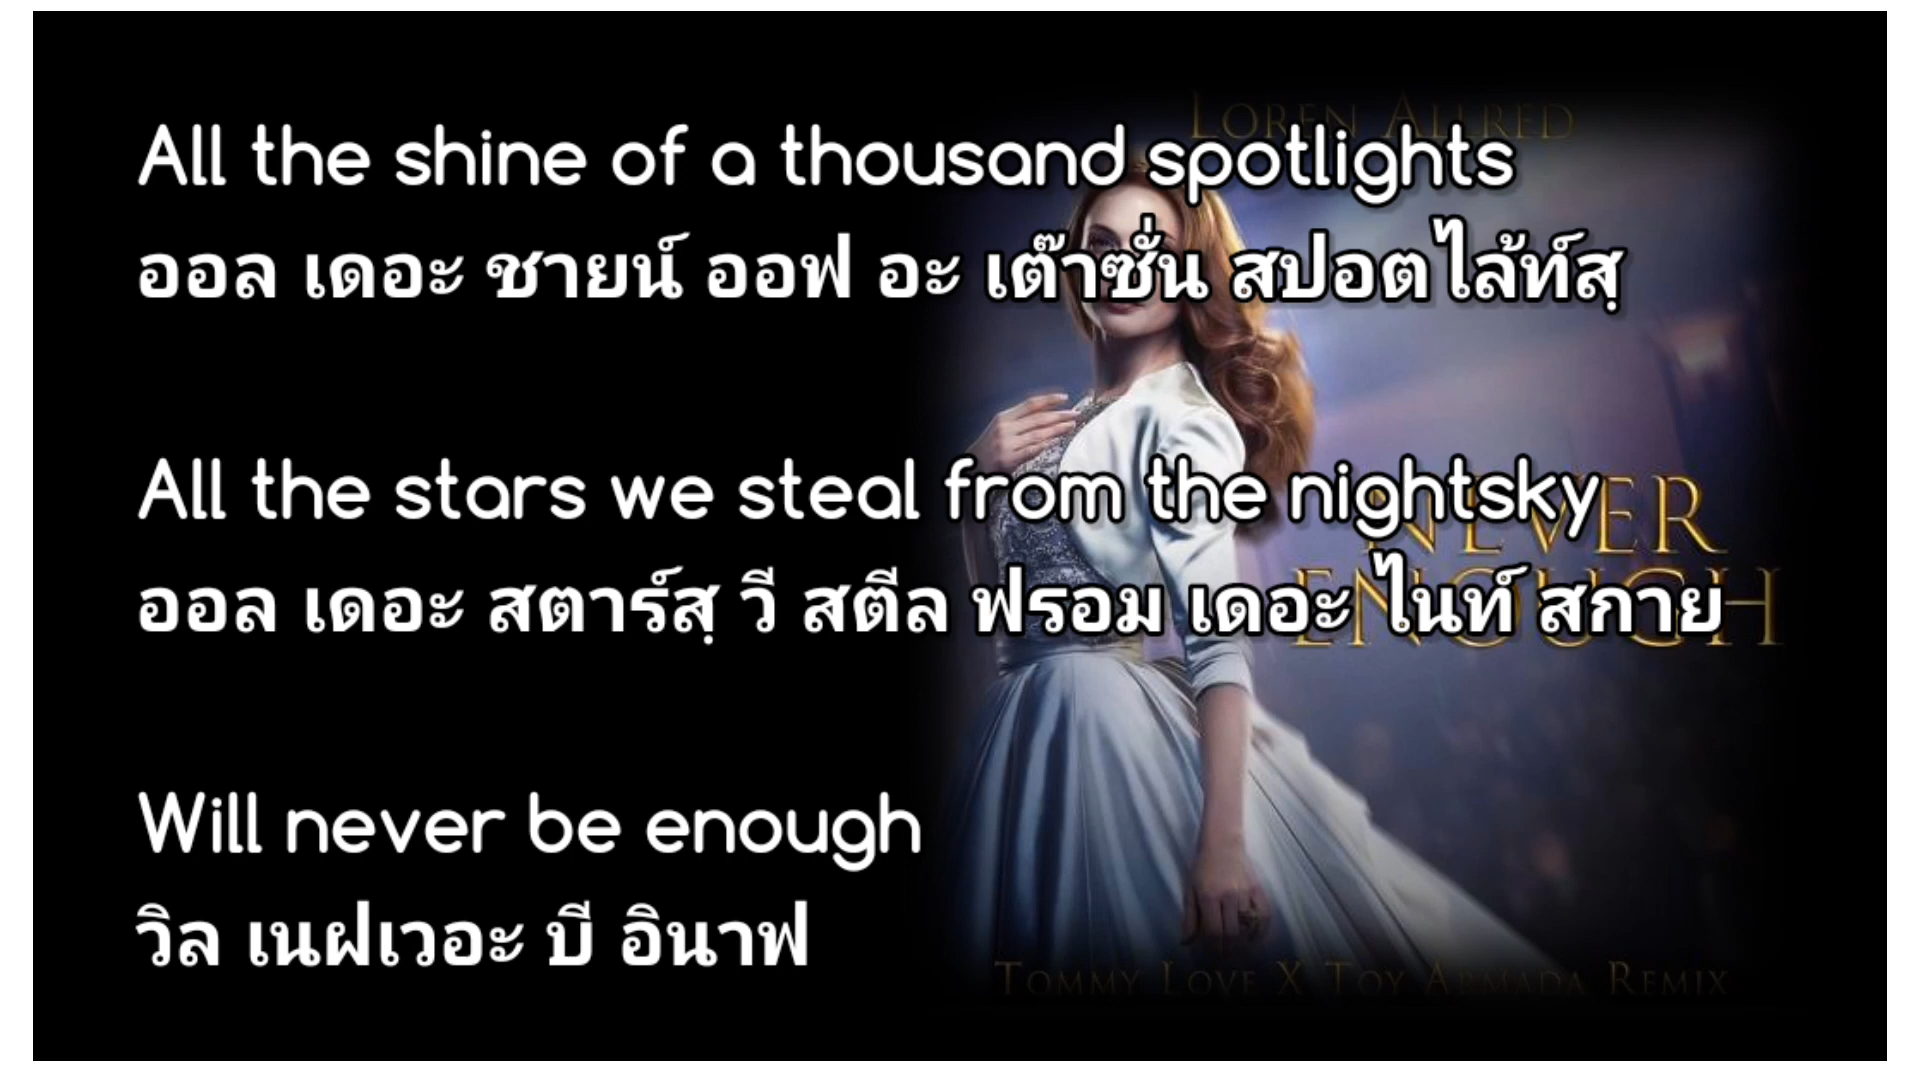 LOREN ALLRED
All the shine of a thousand spotlights
ออล เดอะ ชายน์ ออฟ อะ เต๊าซั่น สปอตไล้ท์สฺ
All the stars we steal from the nightsky
ออล เดอะ สตาร์สฺ วี สตีล ฟรอม เดอะ ไนท์ สกาย
NEVER
ENOUGH
Will never be enough
วิล เนฝเวอะ บี อินาฟ
TOMMY LOVE X TOY ARMADA REMIX